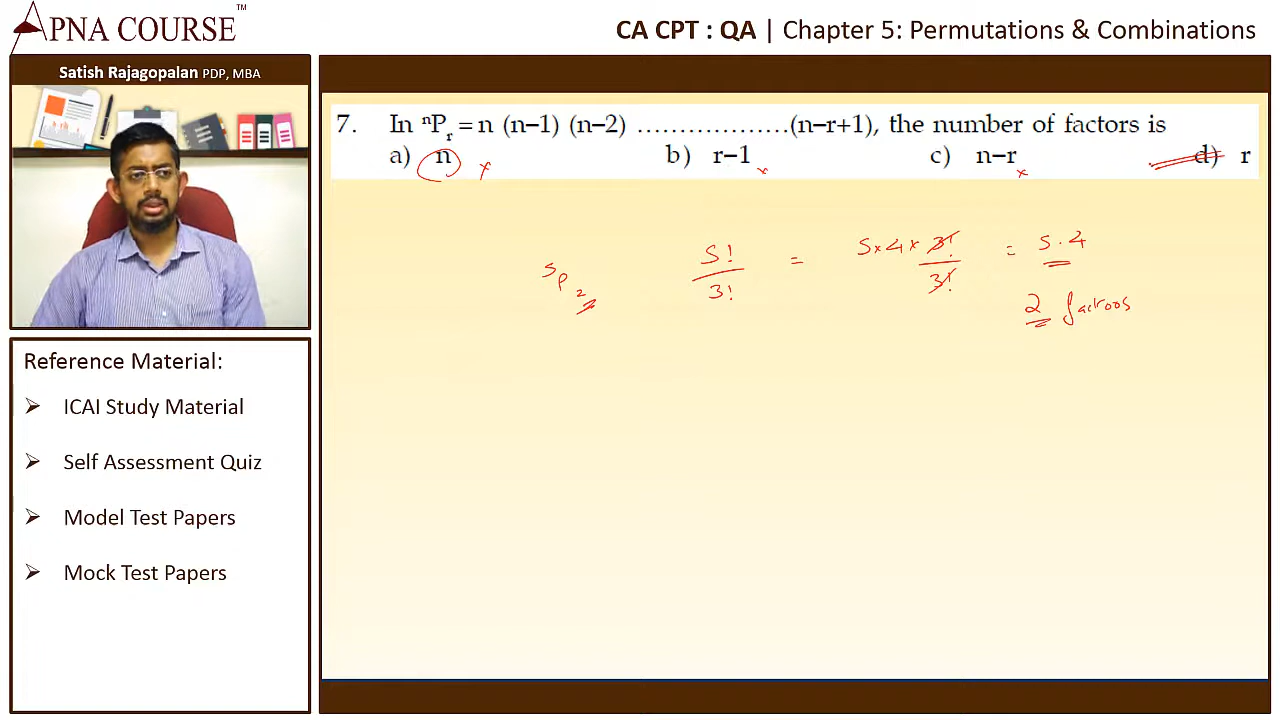 APNA COURSE™
CA CPT : QA | Chapter 5: Permutations & Combinations
Satish Rajagopalan PDP, MBA
7. In ⁿPᵣ = n (n–1) (n–2) ………………(n–r+1), the number of factors is
a) n x b) r–1 x c) n–r x d) r
5P2 5!/3! = 5×4×3!/3! = 5·4
2 factors
Reference Material:
➢ ICAI Study Material
➢ Self Assessment Quiz
➢ Model Test Papers
➢ Mock Test Papers